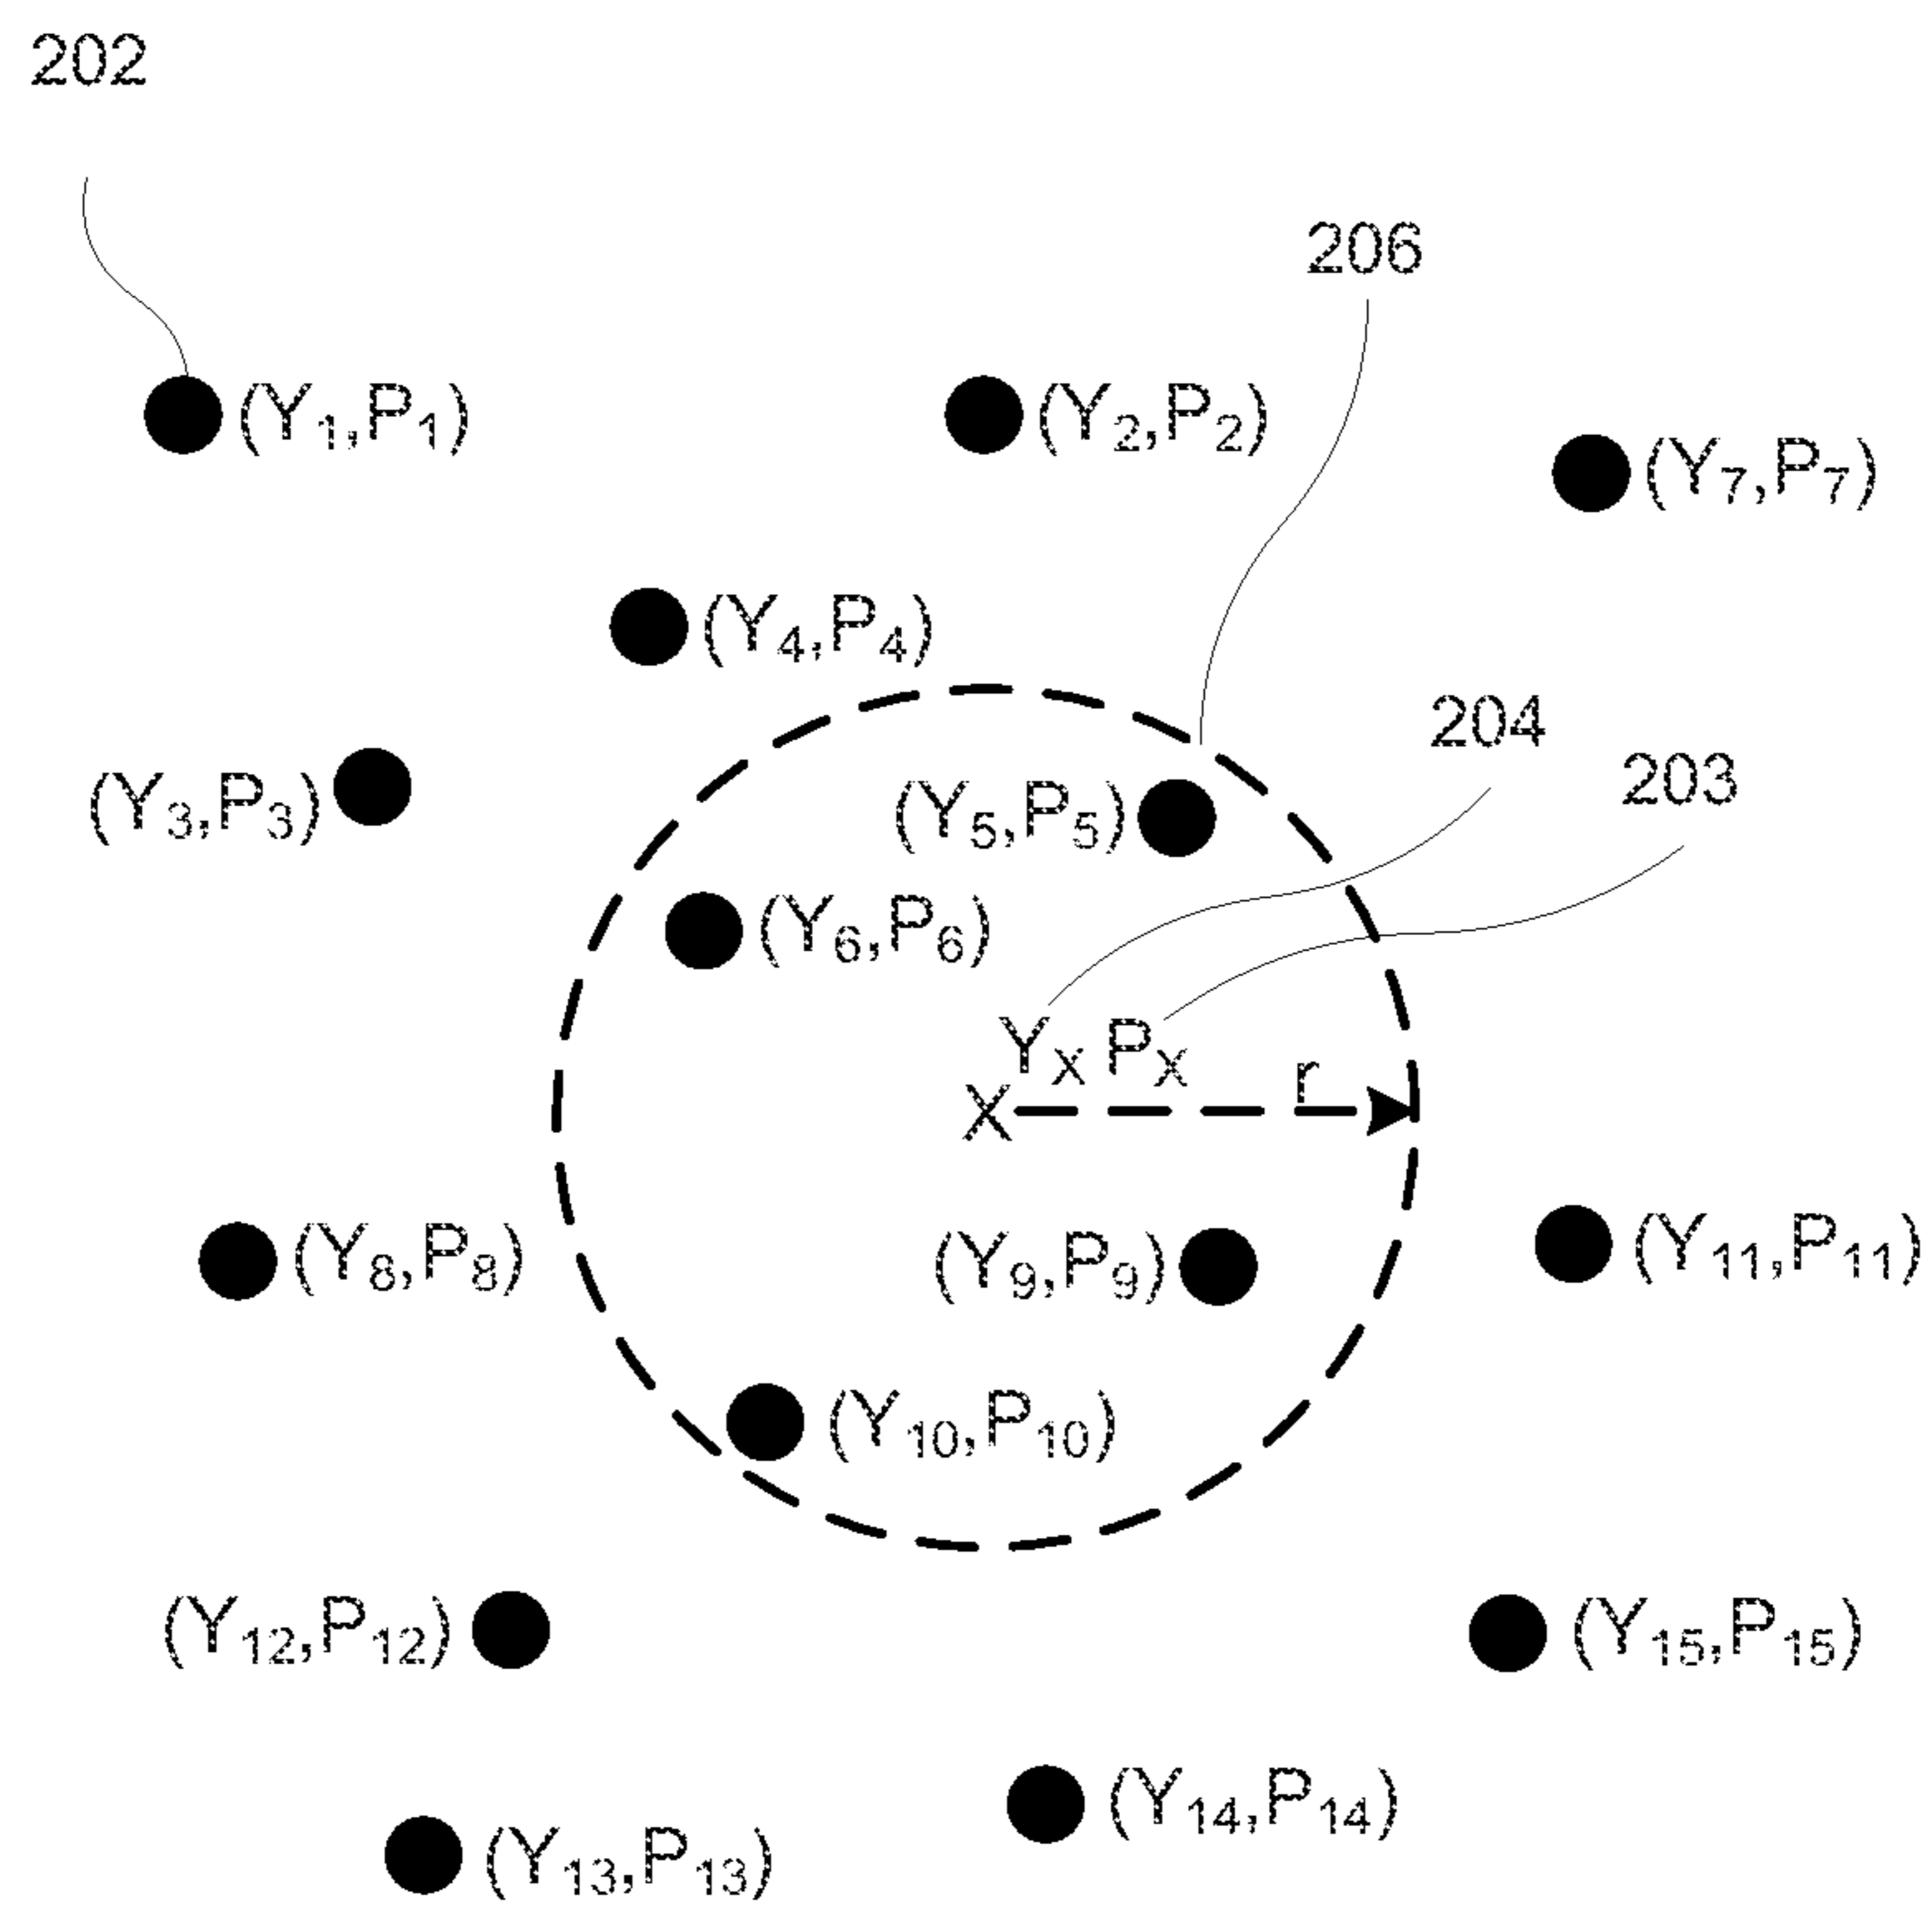 202
206
(Y₁,P₁)
(Y₂,P₂)
(Y₇,P₇)
(Y₄,P₄)
204
203
(Y₃,P₃)
(Y₅,P₅)
(Y₆,P₆)
Yₓ Pₓ
r
X
(Y₈,P₈)
(Y₉,P₉)
(Y₁₁,P₁₁)
(Y₁₀,P₁₀)
(Y₁₂,P₁₂)
(Y₁₅,P₁₅)
(Y₁₄,P₁₄)
(Y₁₃,P₁₃)